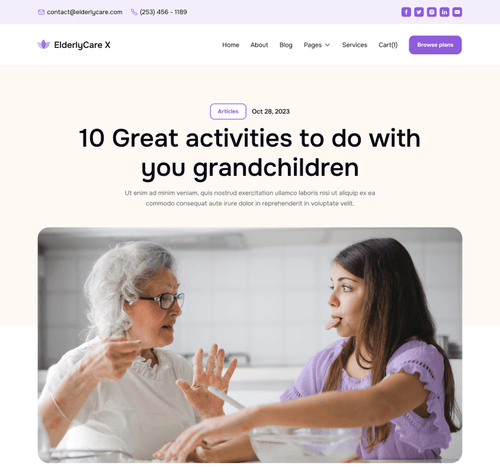 contact@elderlycare.com (253) 456 - 1189
ElderlyCare X Home About Blog Pages Services Cart(1) Browse plans
Articles Oct 28, 2023
10 Great activities to do with
you grandchildren
Ut enim ad minim veniam, quis nostrud exercitation ullamco laboris nisi ut aliquip ex ea
commodo consequat aute irure dolor in reprehenderit in voluptate velit.